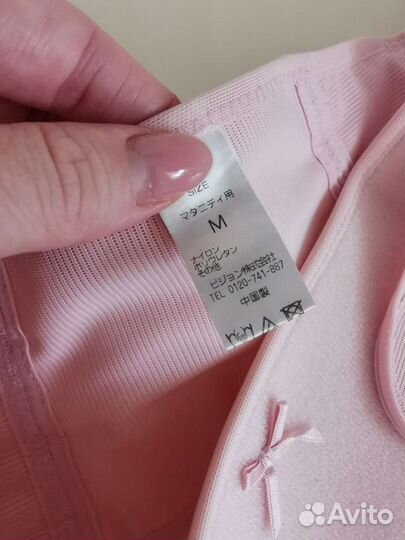 SIZE
マタニティ用
M
ナイロン
ポリウレタン
その他
ピジョン株式会社
TEL 0120-741-887
中国製
Avito